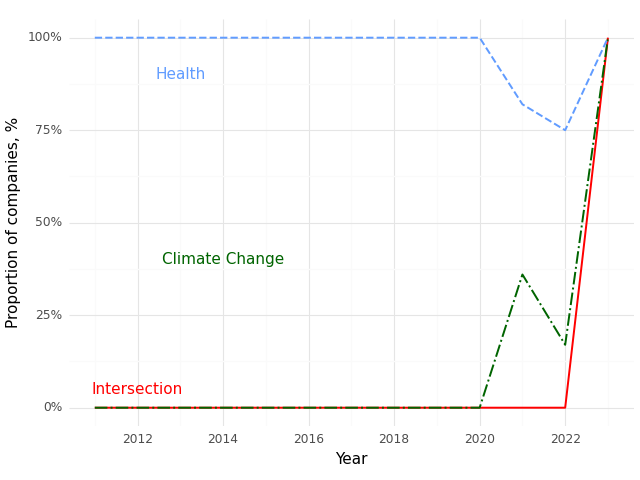 Proportion of companies, %
100%
75%
50%
25%
0%
Health
Climate Change
Intersection
2012
2014
2016
2018
2020
2022
Year